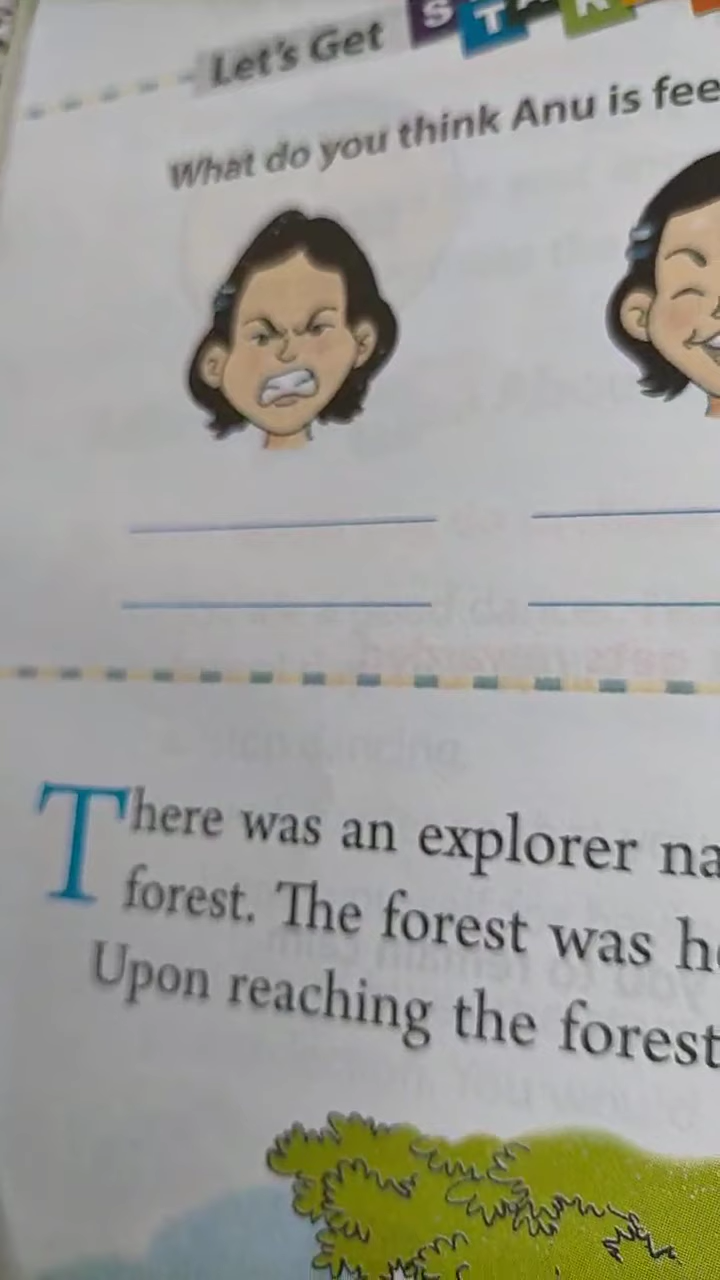 Let's Get ST
What do you think Anu is fee
There was an explorer na
forest. The forest was h
Upon reaching the forest